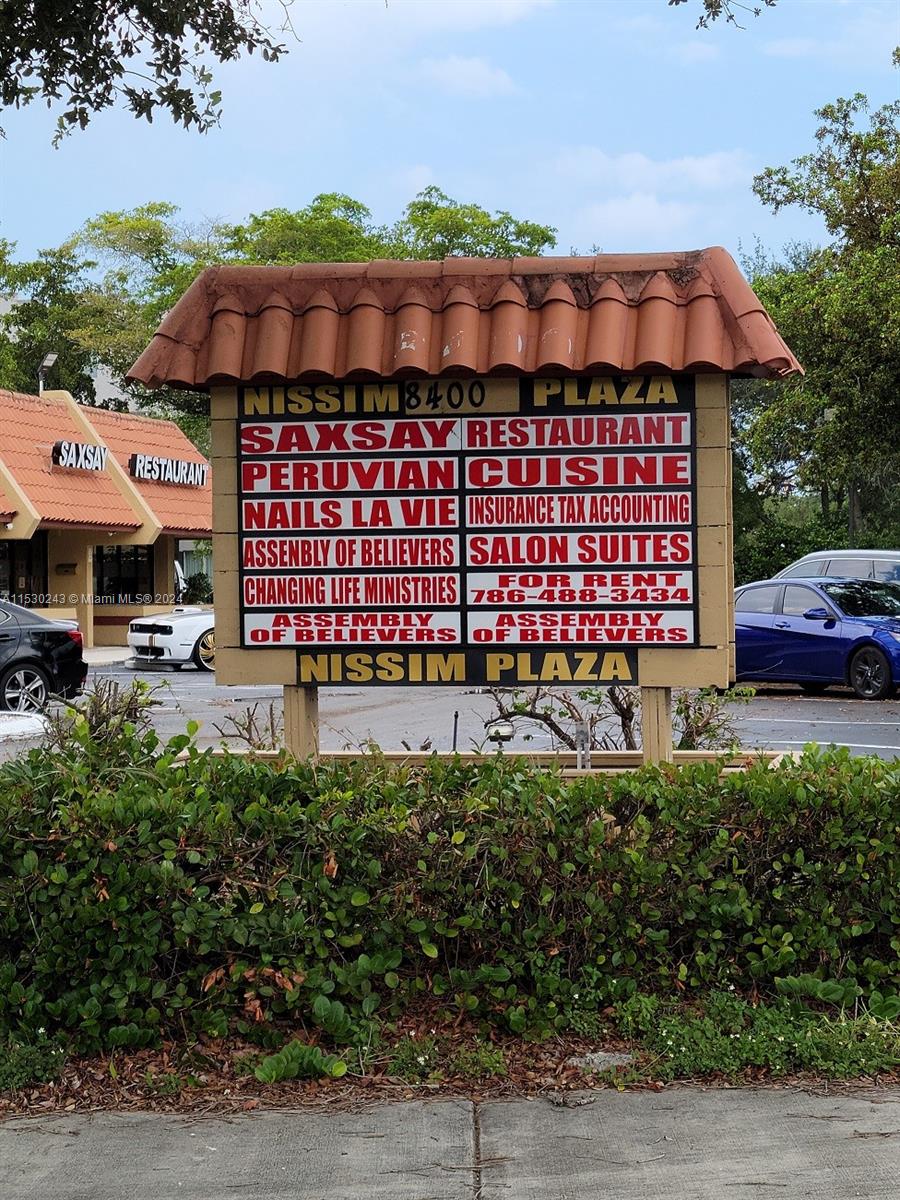 NISSIM 8400 PLAZA
SAXSAY RESTAURANT
PERUVIAN CUISINE
NAILS LA VIE INSURANCE TAX ACCOUNTING
ASSENBLY OF BELIEVERS SALON SUITES
CHANGING LIFE MINISTRIES FOR RENT
786-488-3434
ASSEMBLY OF BELIEVERS ASSEMBLY OF BELIEVERS
NISSIM PLAZA
SAXSAY RESTAURANT
A11530243 © Miami MLS® 2024